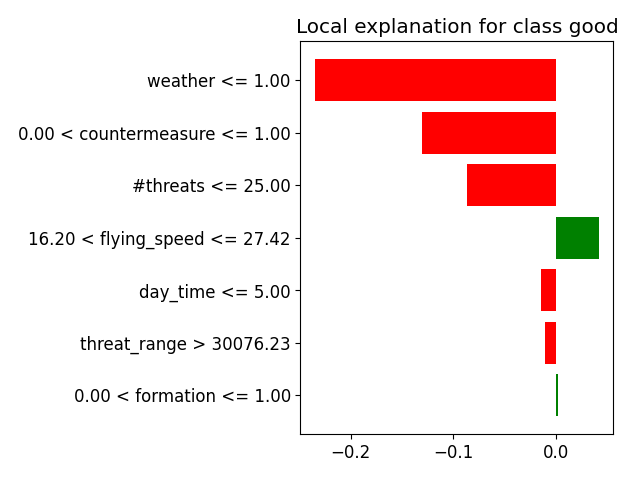 Local explanation for class good
weather <= 1.00
0.00 < countermeasure <= 1.00
#threats <= 25.00
16.20 < flying_speed <= 27.42
day_time <= 5.00
threat_range > 30076.23
0.00 < formation <= 1.00
−0.2 −0.1 0.0